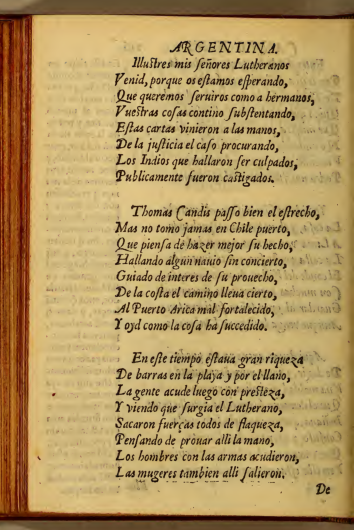 ARGENTINA.
Illustres mis señores Lutheranos
Venid, porque os estamos esperando,
Que queremos seruiros como a hermanos,
Vuestras cosas contino substentando,
Estas cartas vinieron a las manos,
De la justicia el caso procurando,
Los Indios que hallaron ser culpados,
Publicamente fueron castigados.
Thomas Candis passo bien el estrecho,
Mas no tomo jamas en Chile puerto,
Que piensa de hazer mejor su hecho,
Hallando algun nauio sin concierto,
Guiado de interes de su prouecho,
De la costa el camino lleua cierto,
Al Puerto Arica mal fortalecido,
Y oyd como la cosa ha succedido.
En este tiempo estaua gran riqueza
De barras en la playa y por el llano,
La gente acude luego con presteza,
Y viendo que surgia el Lutherano,
Sacaron fuerças todos de flaqueza,
Pensando de prouar alli la mano,
Los hombres con las armas acudieron,
Las mugeres tambien alli salieron.
De